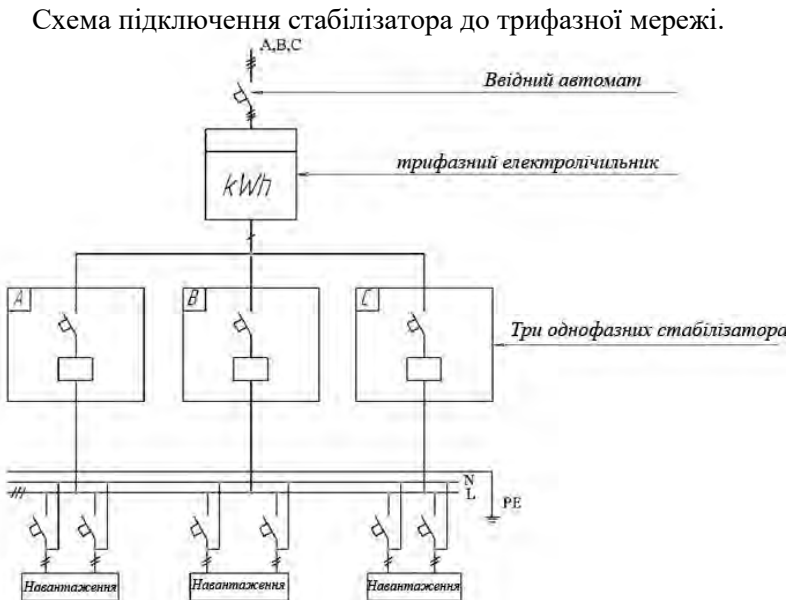 Схема підключення стабілізатора до трифазної мережі.
A,B,C
Ввідний автомат
трифазний електролічильник
kWh
A
B
C
Три однофазних стабілізатора
N
L
PE
Навантаження
Навантаження
Навантаження